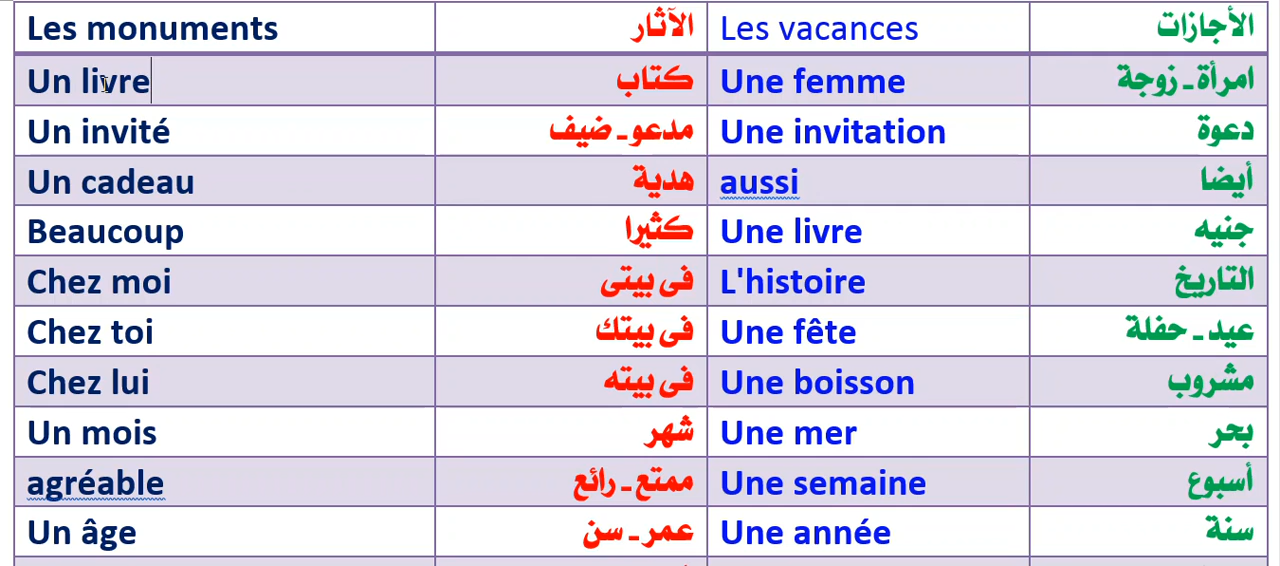 Les monuments الآثار Les vacances الأجازات
Un livre كتاب Une femme امرأة ـ زوجة
Un invité مدعو ـ ضيف Une invitation دعوة
Un cadeau هدية aussi أيضا
Beaucoup كثيرا Une livre جنيه
Chez moi فى بيتى L'histoire التاريخ
Chez toi فى بيتك Une fête عيد ـ حفلة
Chez lui فى بيته Une boisson مشروب
Un mois شهر Une mer بحر
agréable ممتع ـ رائع Une semaine أسبوع
Un âge عمر ـ سن Une année سنة